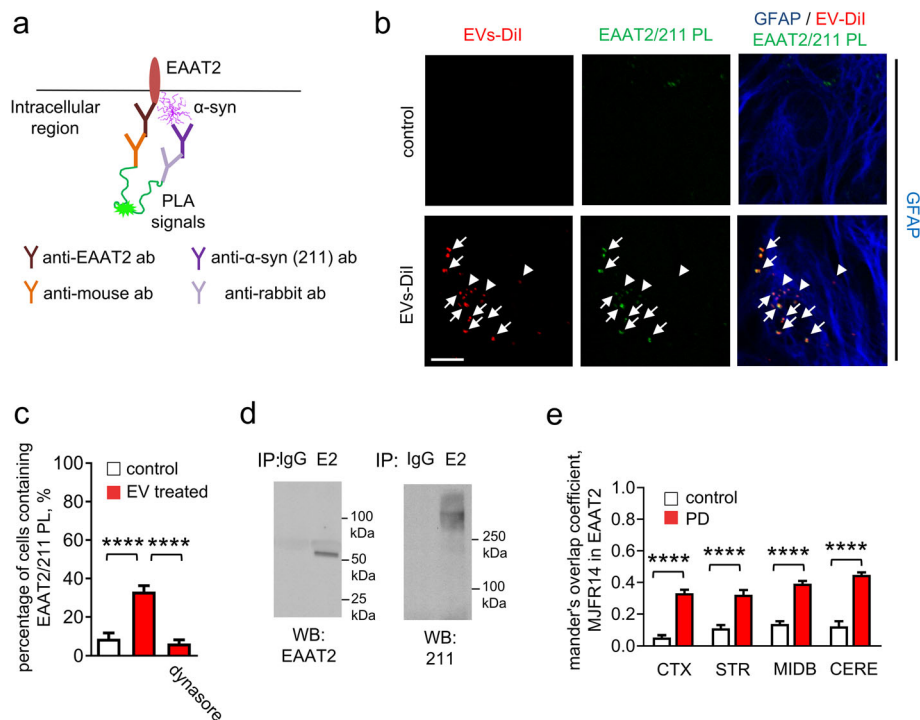 a
EAAT2
Intracellular
region
α-syn
PLA
signals
anti-EAAT2 ab
anti-α-syn (211) ab
anti-mouse ab
anti-rabbit ab
b
EVs-DiI
EAAT2/211 PL
GFAP / EV-DiI
EAAT2/211 PL
control
EVs-DiI
GFAP
c
percentage of cells containing
EAAT2/211 PL, %
100
80
60
40
20
0
control
EV treated
**** ****
dynasore
d
IP:IgG E2
100
kDa
50
kDa
25
kDa
WB:
EAAT2
IP: IgG E2
250
kDa
100
kDa
WB:
211
e
mander's overlap coefficient,
MJFR14 in EAAT2
1.0
0.8
0.6
0.4
0.2
0.0
control
PD
**** **** **** ****
CTX STR MIDB CERE